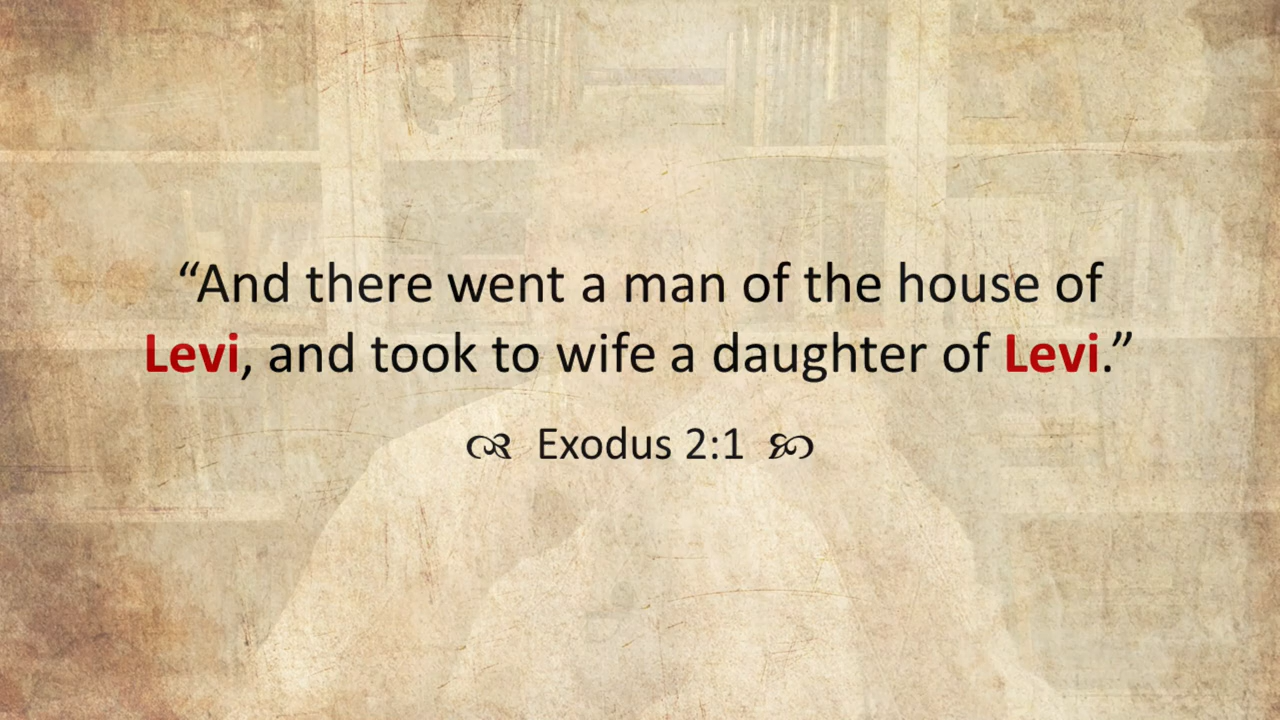 “And there went a man of the house of
Levi, and took to wife a daughter of Levi.”
Exodus 2:1